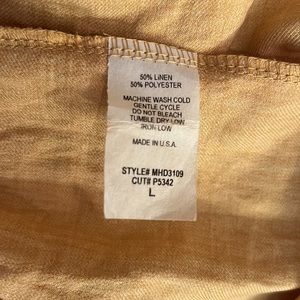 50% LINEN
50% POLYESTER
MACHINE WASH COLD
GENTLE CYCLE
DO NOT BLEACH
TUMBLE DRY LOW
IRON LOW
MADE IN U.S.A.
STYLE# MHD3109
CUT# P5342
L